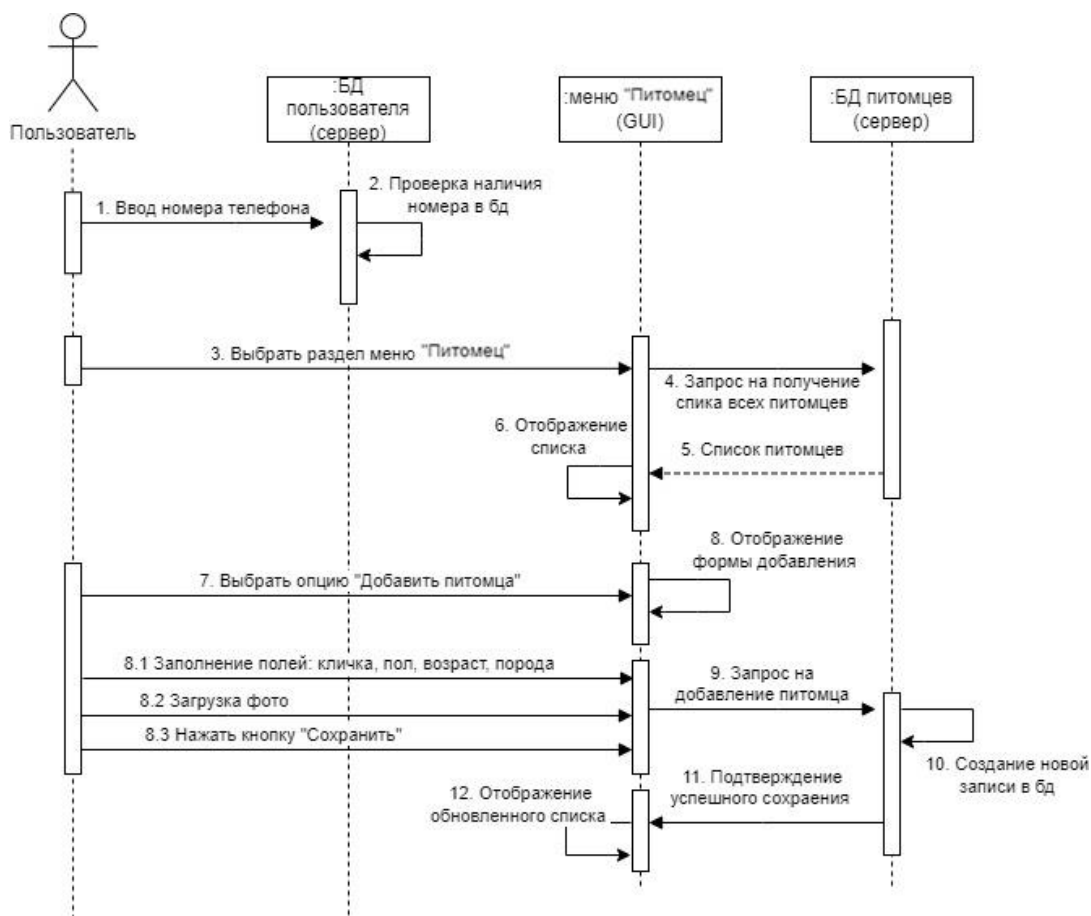 Пользователь
:БД
пользователя
(сервер)
:меню "Питомец"
(GUI)
:БД питомцев
(сервер)
1. Ввод номера телефона
2. Проверка наличия
номера в бд
3. Выбрать раздел меню "Питомец"
4. Запрос на получение
спика всех питомцев
6. Отображение
списка
5. Список питомцев
8. Отображение
формы добавления
7. Выбрать опцию "Добавить питомца"
8.1 Заполнение полей: кличка, пол, возраст, порода
8.2 Загрузка фото
8.3 Нажать кнопку "Сохранить"
9. Запрос на
добавление питомца
10. Создание новой
записи в бд
11. Подтверждение
успешного сохраения
12. Отображение
обновленного списка